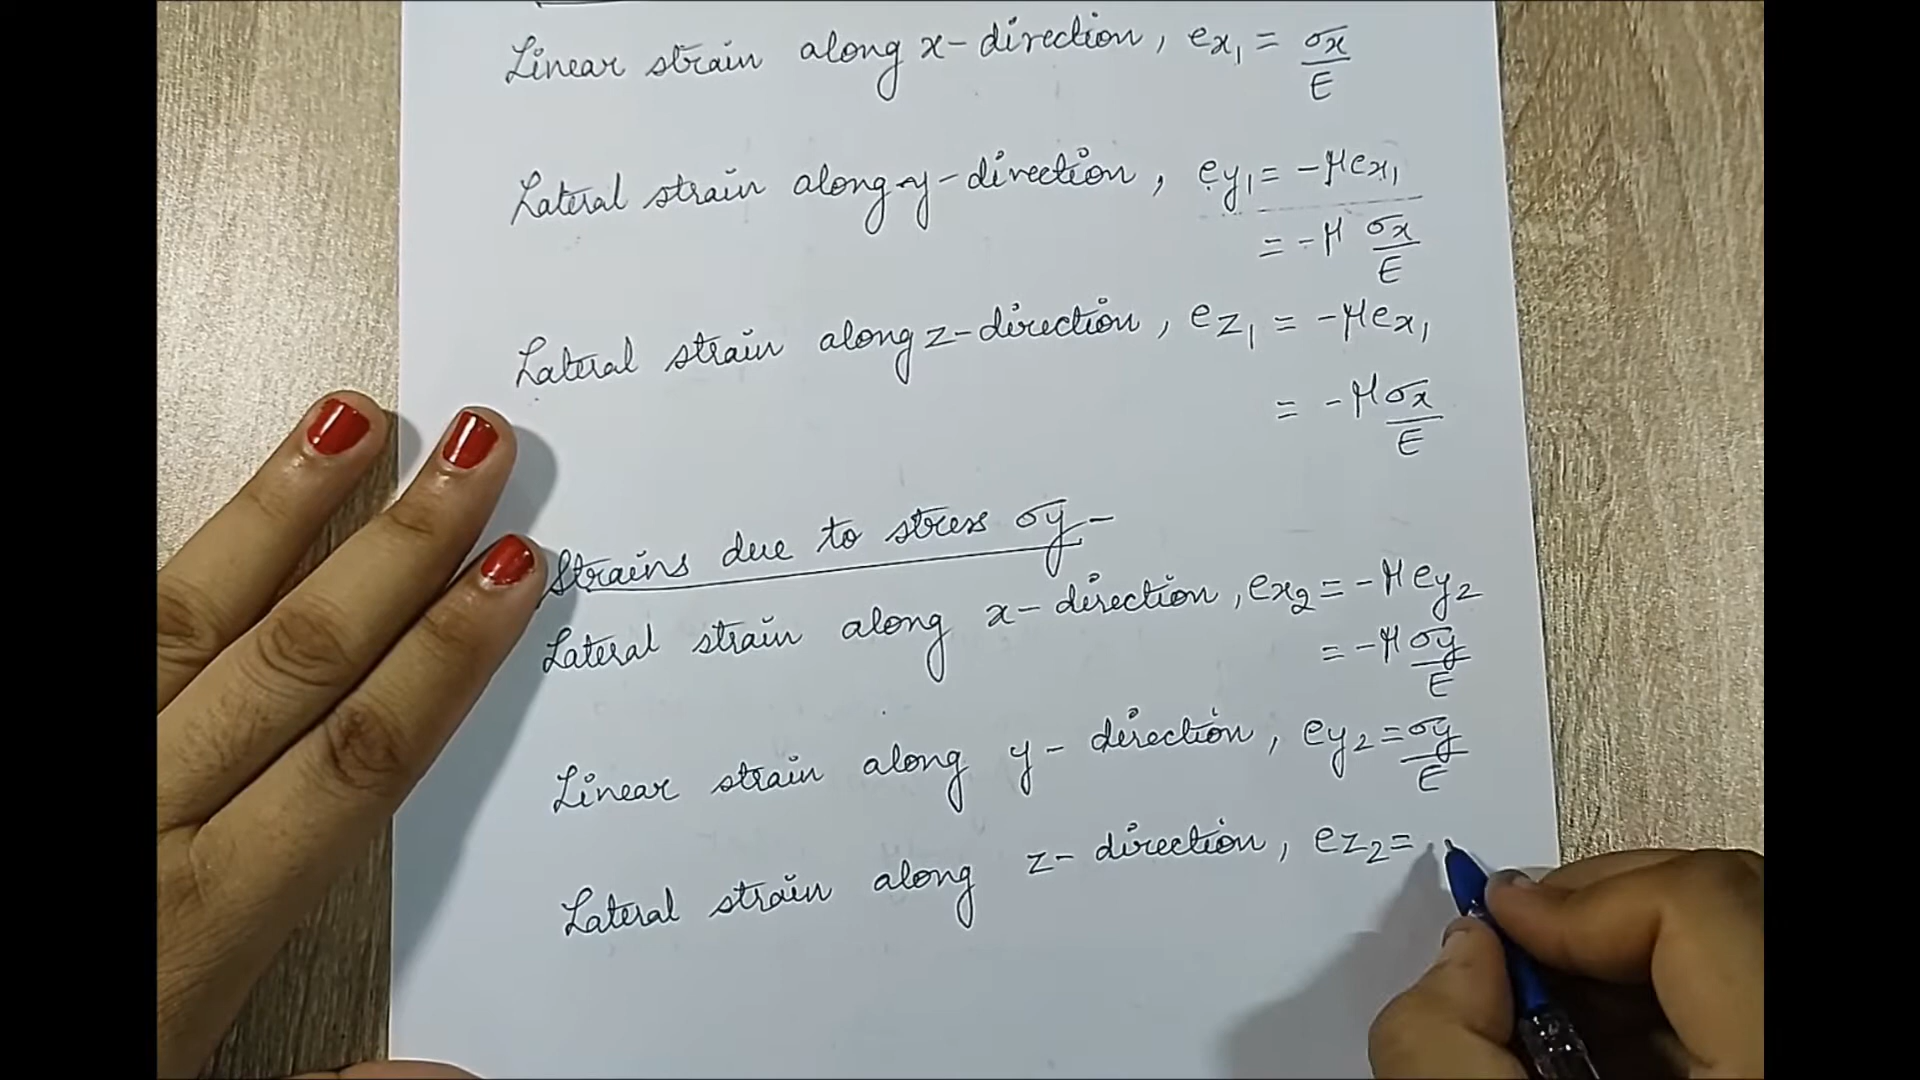 Linear strain along x-direction, ex₁ = σx/E
Lateral strain along y-direction, ey₁ = -μex₁
= -μ σx/E
Lateral strain along z-direction, ez₁ = -μex₁
= -μσx/E
Strains due to stress σy-
Lateral strain along x-direction, ex₂ = -μey₂
= -μσy/E
Linear strain along y-direction, ey₂ = σy/E
Lateral strain along z-direction, ez₂ =